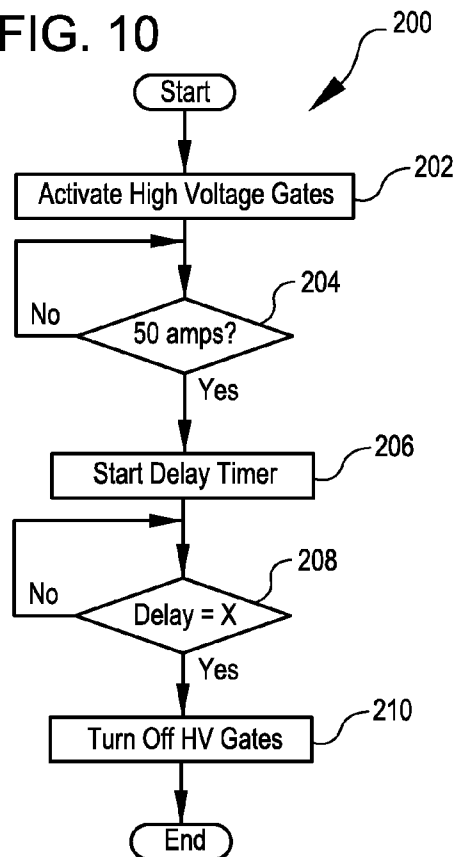 FIG. 10
200
Start
Activate High Voltage Gates
202
204
50 amps?
No
Yes
206
Start Delay Timer
208
Delay = X
No
Yes
210
Turn Off HV Gates
End